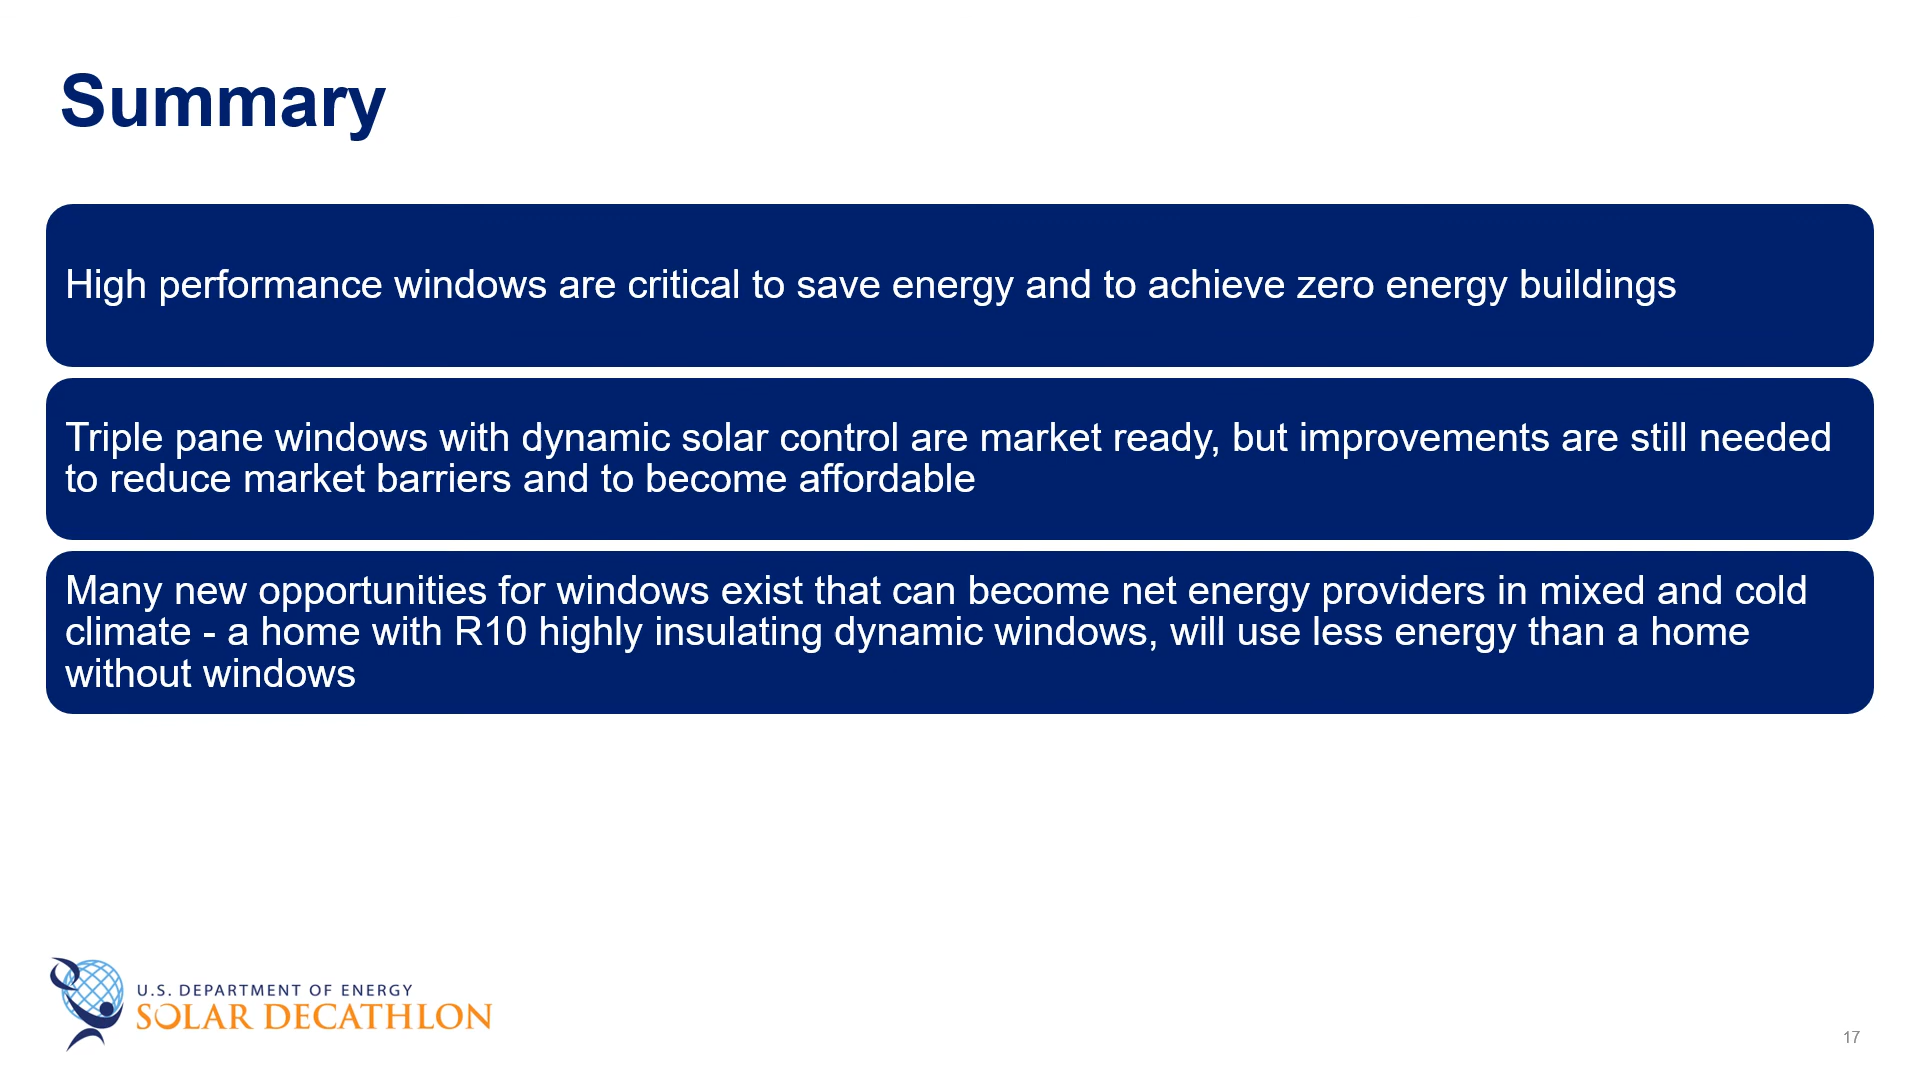 Summary
High performance windows are critical to save energy and to achieve zero energy buildings
Triple pane windows with dynamic solar control are market ready, but improvements are still needed
to reduce market barriers and to become affordable
Many new opportunities for windows exist that can become net energy providers in mixed and cold
climate - a home with R10 highly insulating dynamic windows, will use less energy than a home
without windows
U.S. DEPARTMENT OF ENERGY
SOLAR DECATHLON
17